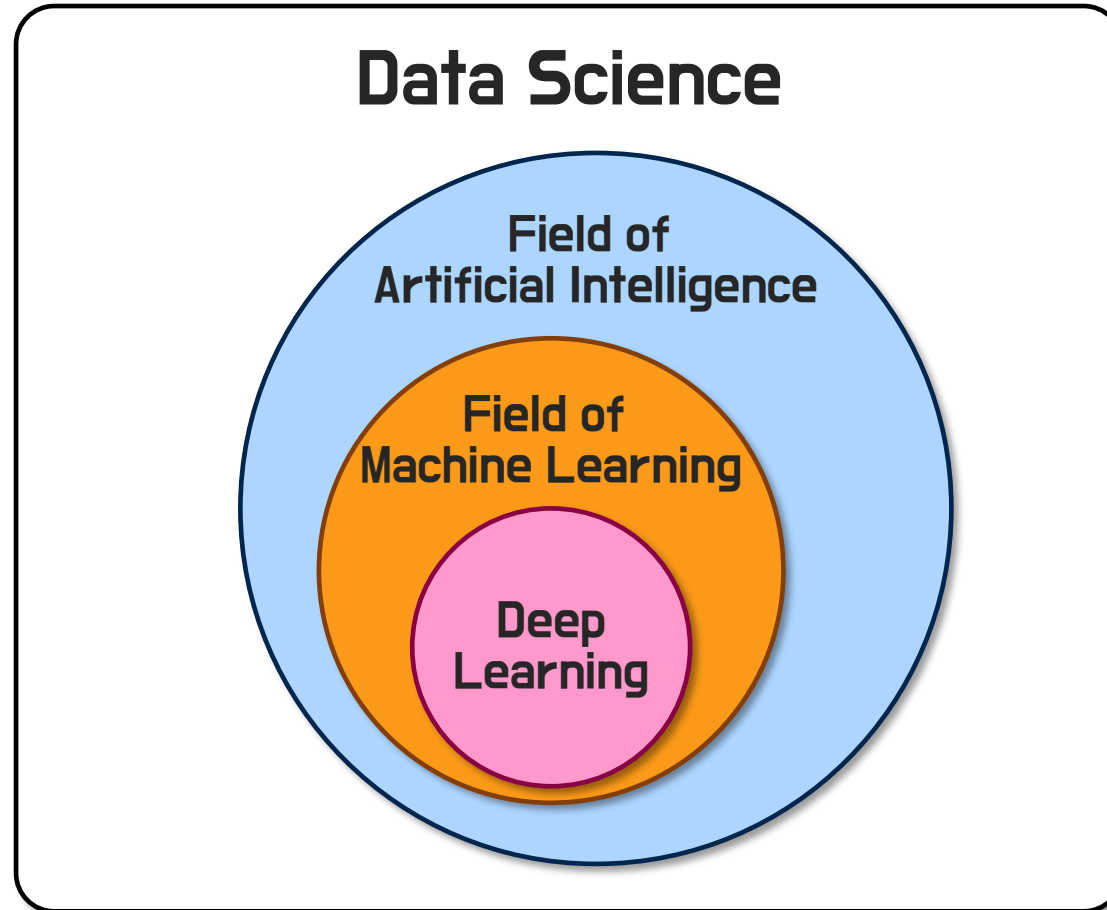 Data Science
Field of
Artificial Intelligence
Field of
Machine Learning
Deep
Learning